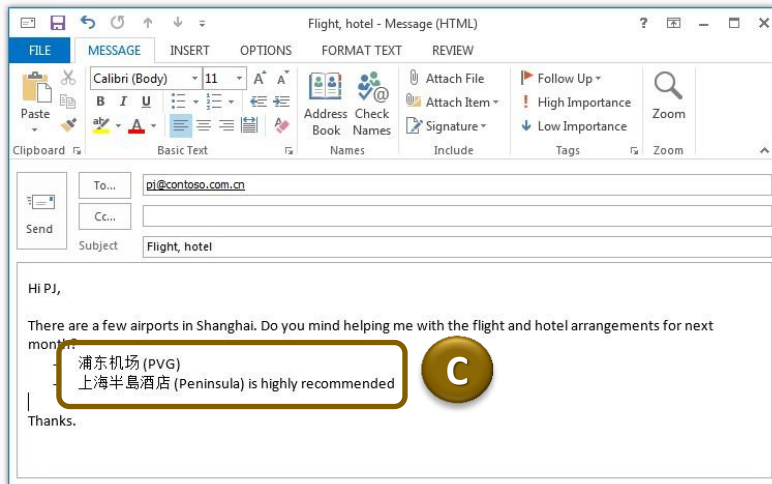 Flight, hotel - Message (HTML)
?
FILE MESSAGE INSERT OPTIONS FORMAT TEXT REVIEW
Calibri (Body) 11 A A
Attach File
Follow Up
Paste
B I U
Address Book
Check Names
Attach Item
! High Importance
Zoom
aby A
Signature
Low Importance
Clipboard Basic Text Names Include Tags Zoom
To... pj@contoso.com.cn
Cc...
Send
Subject Flight, hotel
Hi PJ,
There are a few airports in Shanghai. Do you mind helping me with the flight and hotel arrangements for next
month?
- 浦东机场 (PVG)
- 上海半島酒店 (Peninsula) is highly recommended
C
Thanks.